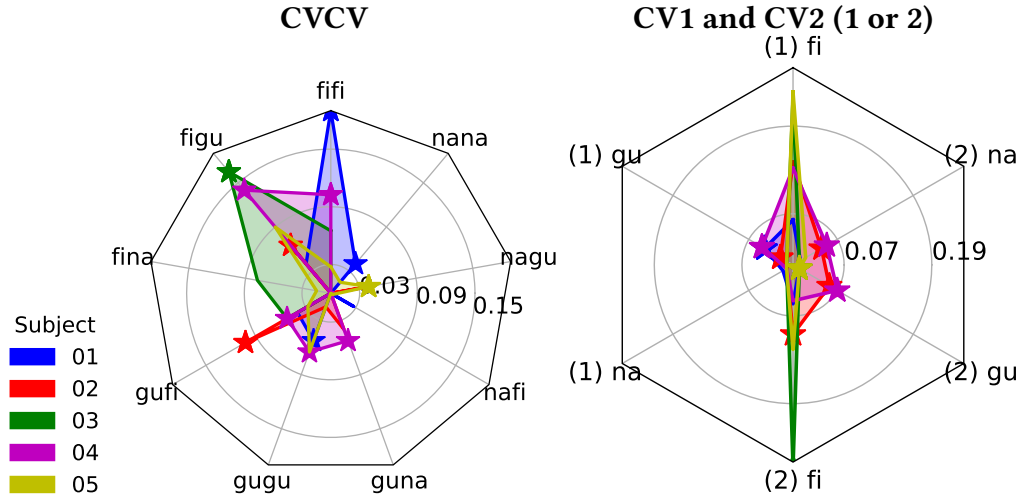 CVCV
CV1 and CV2 (1 or 2)
fifi
figu
nana
fina
nagu
0.03
0.09
0.15
gufi
nafi
gugu
guna
(1) fi
(1) gu
(2) na
0.07
0.19
(1) na
(2) gu
(2) fi
Subject
01
02
03
04
05